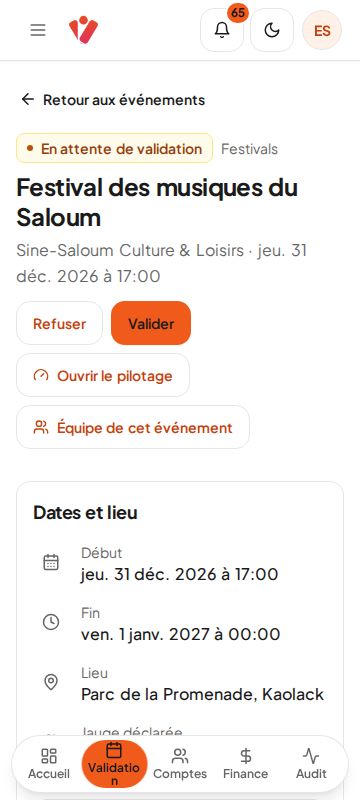 65
ES
Retour aux événements
En attente de validation
Festivals
Festival des musiques du
Saloum
Sine-Saloum Culture & Loisirs · jeu. 31
déc. 2026 à 17:00
Refuser
Valider
Ouvrir le pilotage
Équipe de cet événement
Dates et lieu
Début
jeu. 31 déc. 2026 à 17:00
Fin
ven. 1 janv. 2027 à 00:00
Lieu
Parc de la Promenade, Kaolack
Jauge déclarée
Accueil
Validatio
n
Comptes
Finance
Audit